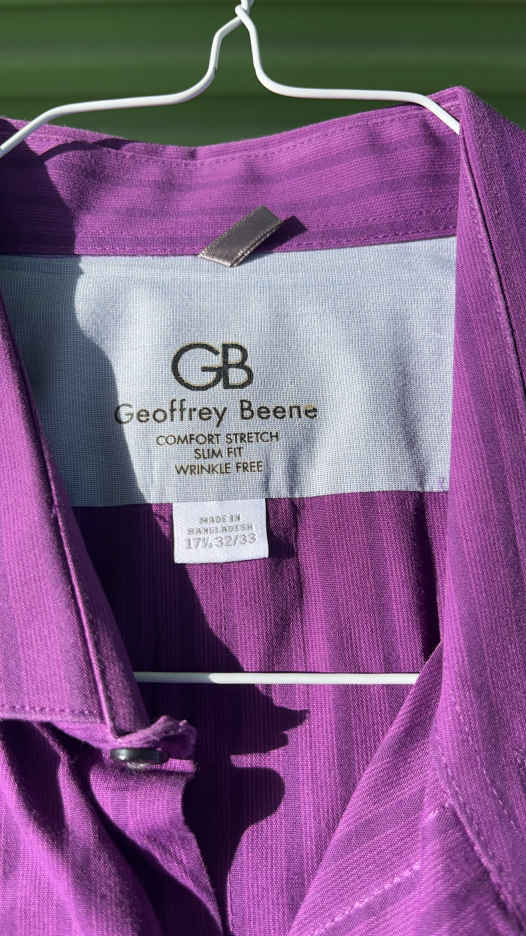 GB
Geoffrey Beene
COMFORT STRETCH
SLIM FIT
WRINKLE FREE
MADE IN
BANGLADESH
17½ 32/33